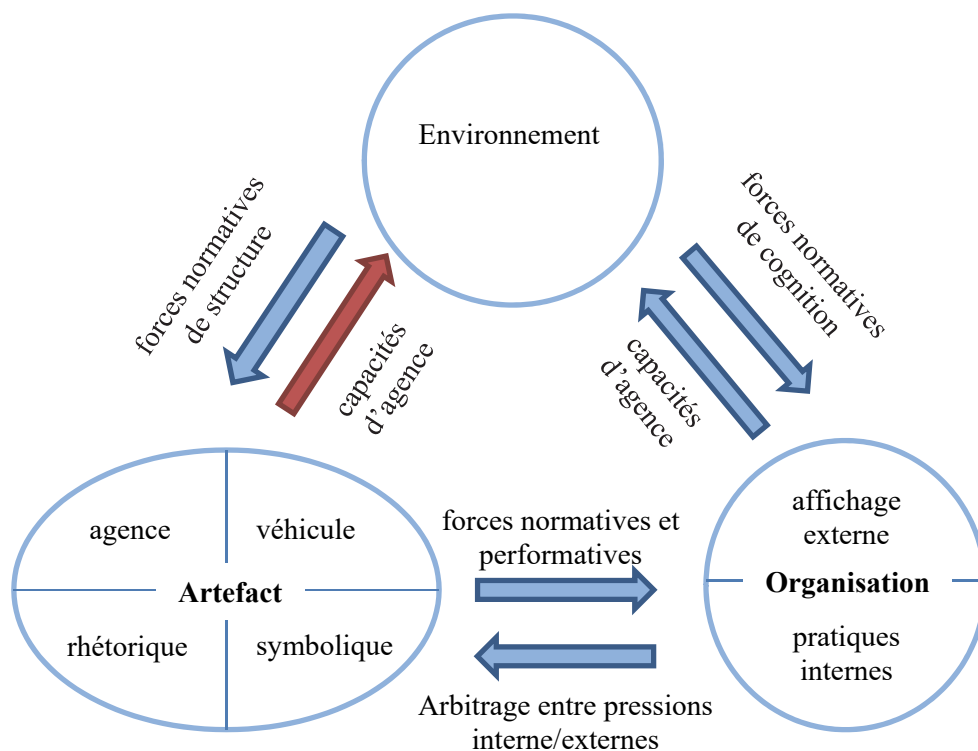 Environnement
forces normatives
de structure
capacités
d’agence
forces normatives
de cognition
capacités
d’agence
agence
véhicule
Artefact
rhétorique
symbolique
forces normatives et
performatives
Arbitrage entre pressions
interne/externes
affichage
externe
Organisation
pratiques
internes